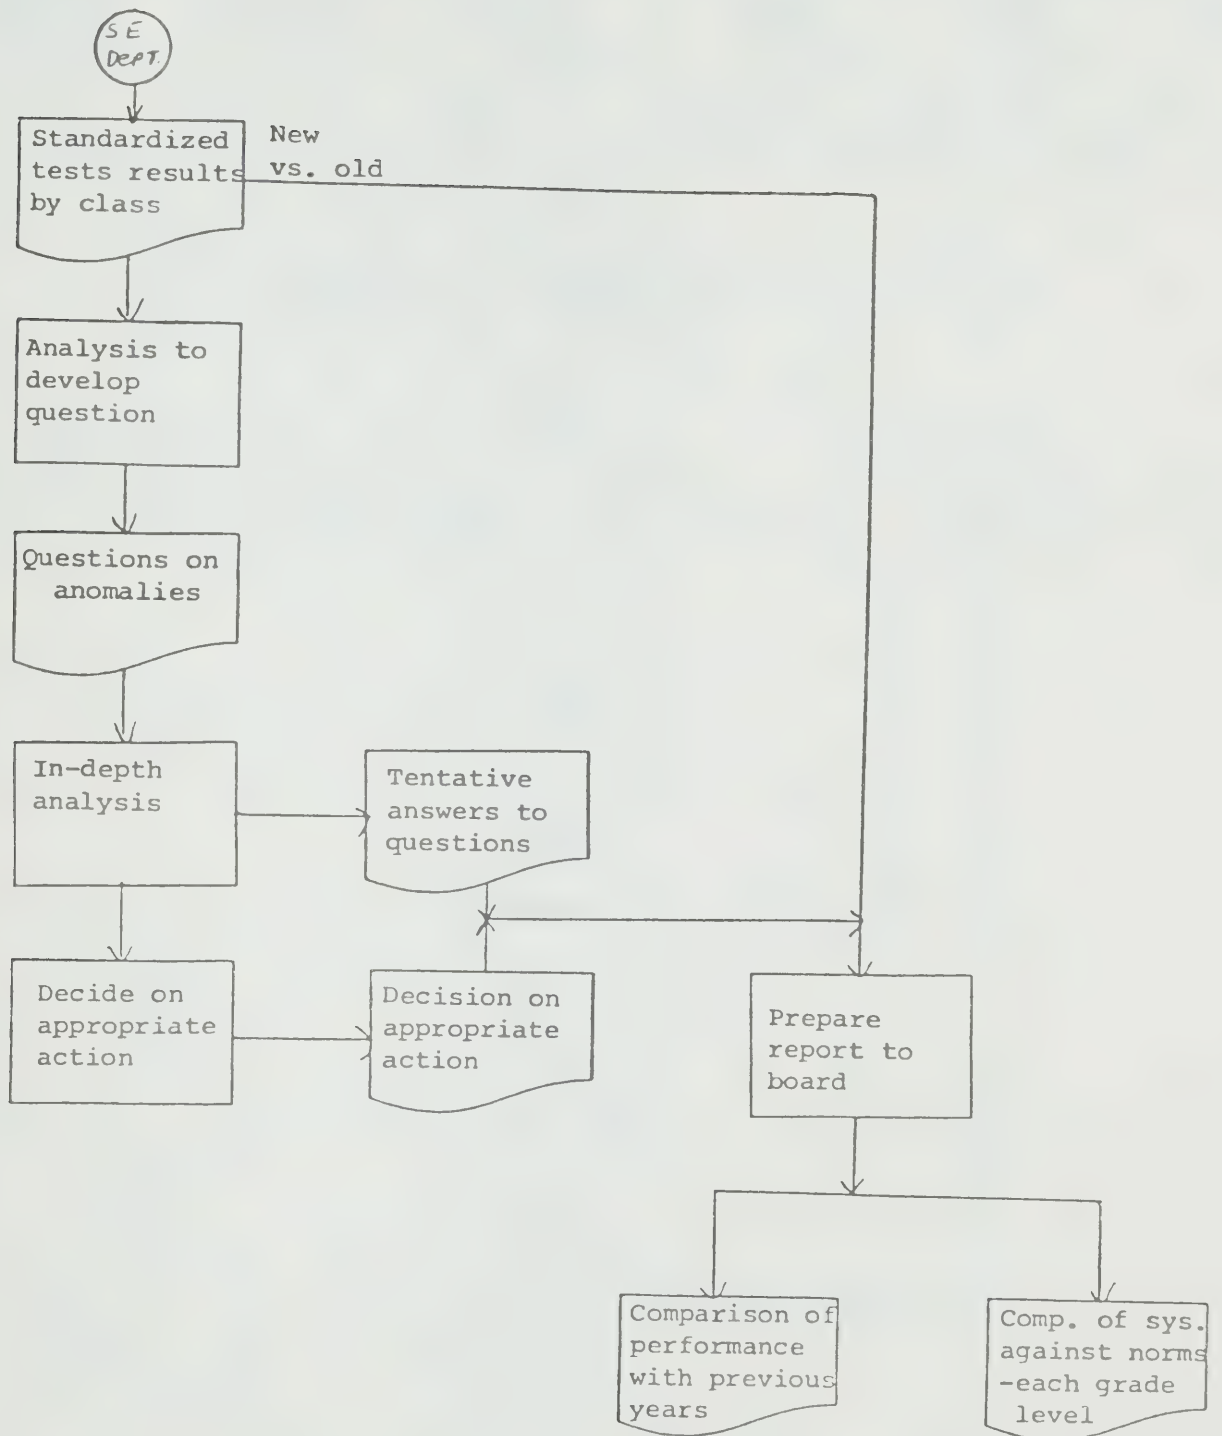 S E
DEPT.
Standardized
tests results
by class
New
vs. old
Analysis to
develop
question
Questions on
anomalies
In-depth
analysis
Tentative
answers to
questions
Decide on
appropriate
action
Decision on
appropriate
action
Prepare
report to
board
Comparison of
performance
with previous
years
Comp. of sys.
against norms
-each grade
level